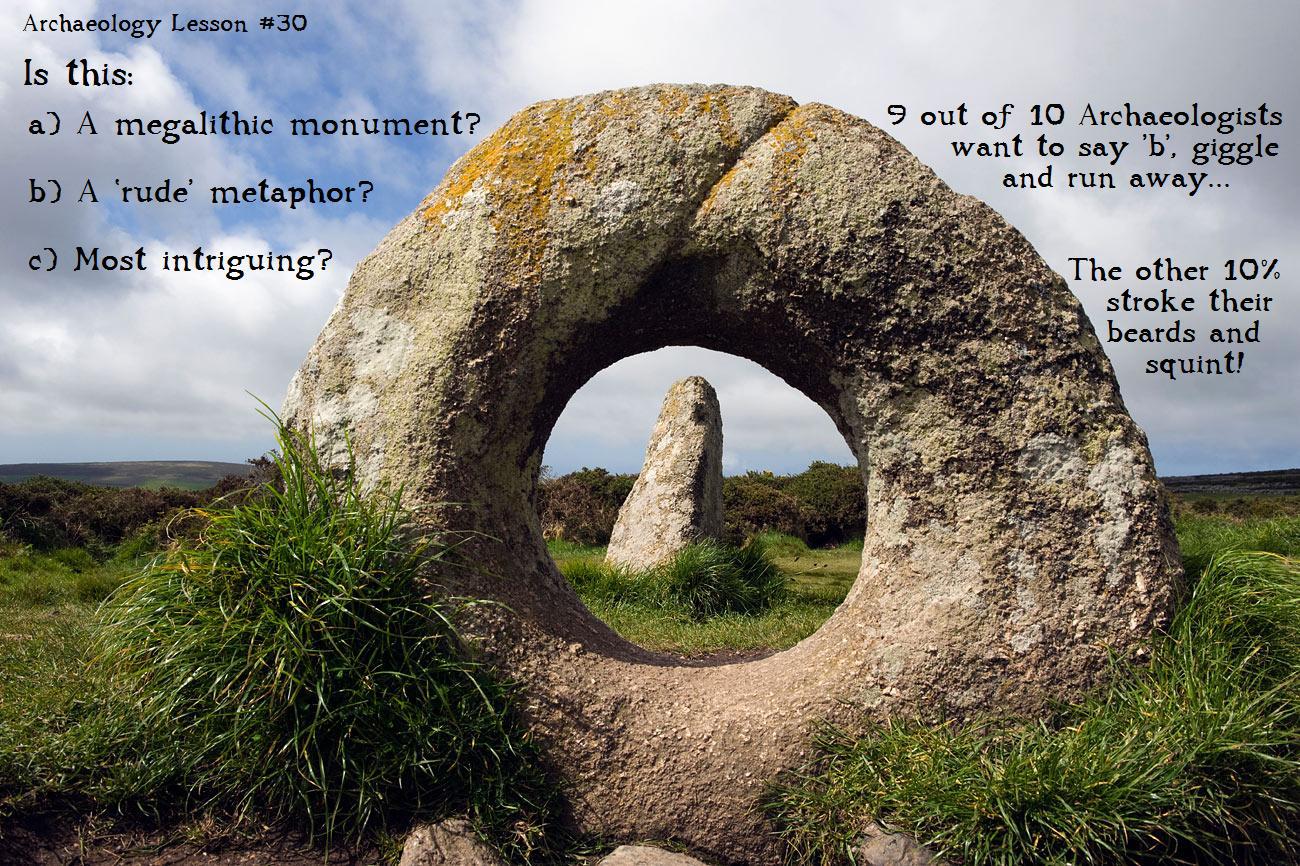 Archaeology Lesson #30
Is this:
a) A megalithic monument?
b) A 'rude' metaphor?
c) Most intriguing?
9 out of 10 Archaeologists
want to say 'b', giggle
and run away...
The other 10%
stroke their
beards and
squint!